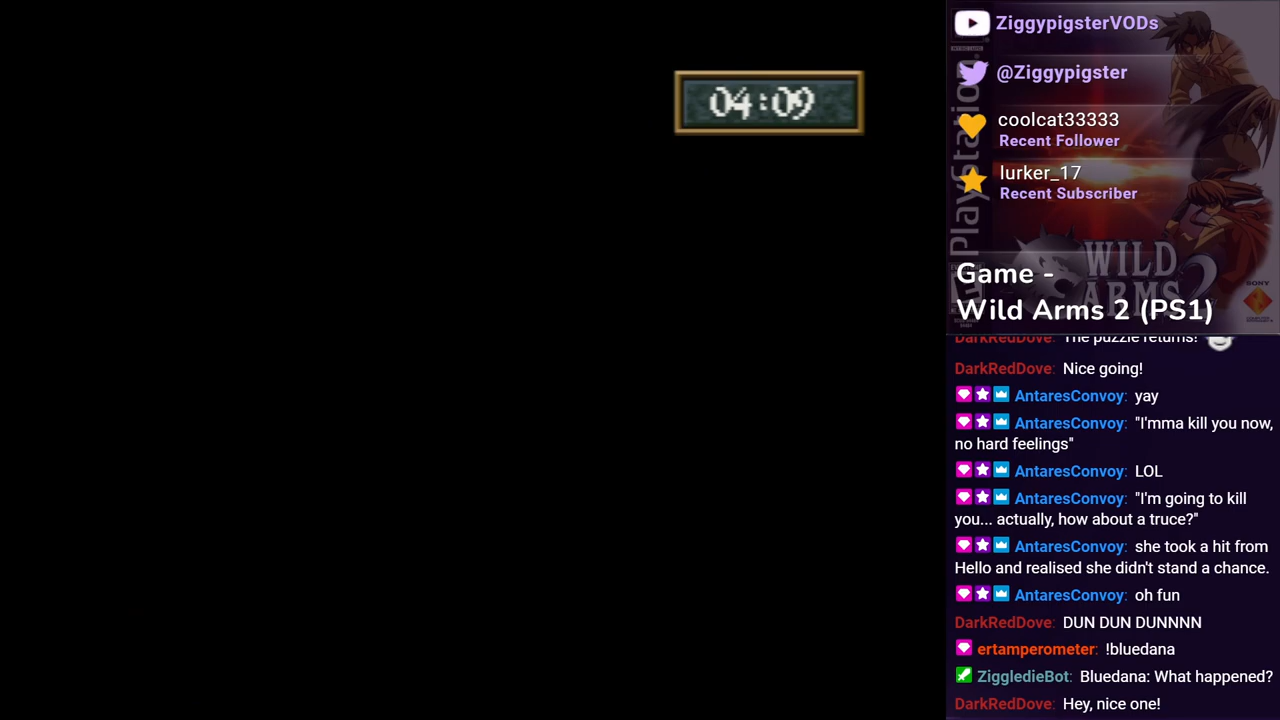 04:09
ZiggypigsterVODs
@Ziggypigster
coolcat33333
Recent Follower
lurker_17
Recent Subscriber
PlayStation
WILD
ARMS 2
SONY
Game -
Wild Arms 2 (PS1)
DarkRedDove: The puzzle returns!
DarkRedDove: Nice going!
AntaresConvoy: yay
AntaresConvoy: "I'mma kill you now,
no hard feelings"
AntaresConvoy: LOL
AntaresConvoy: "I'm going to kill
you... actually, how about a truce?"
AntaresConvoy: she took a hit from
Hello and realised she didn't stand a chance.
AntaresConvoy: oh fun
DarkRedDove: DUN DUN DUNNNN
ertamperometer: !bluedana
ZiggledieBot: Bluedana: What happened?
DarkRedDove: Hey, nice one!